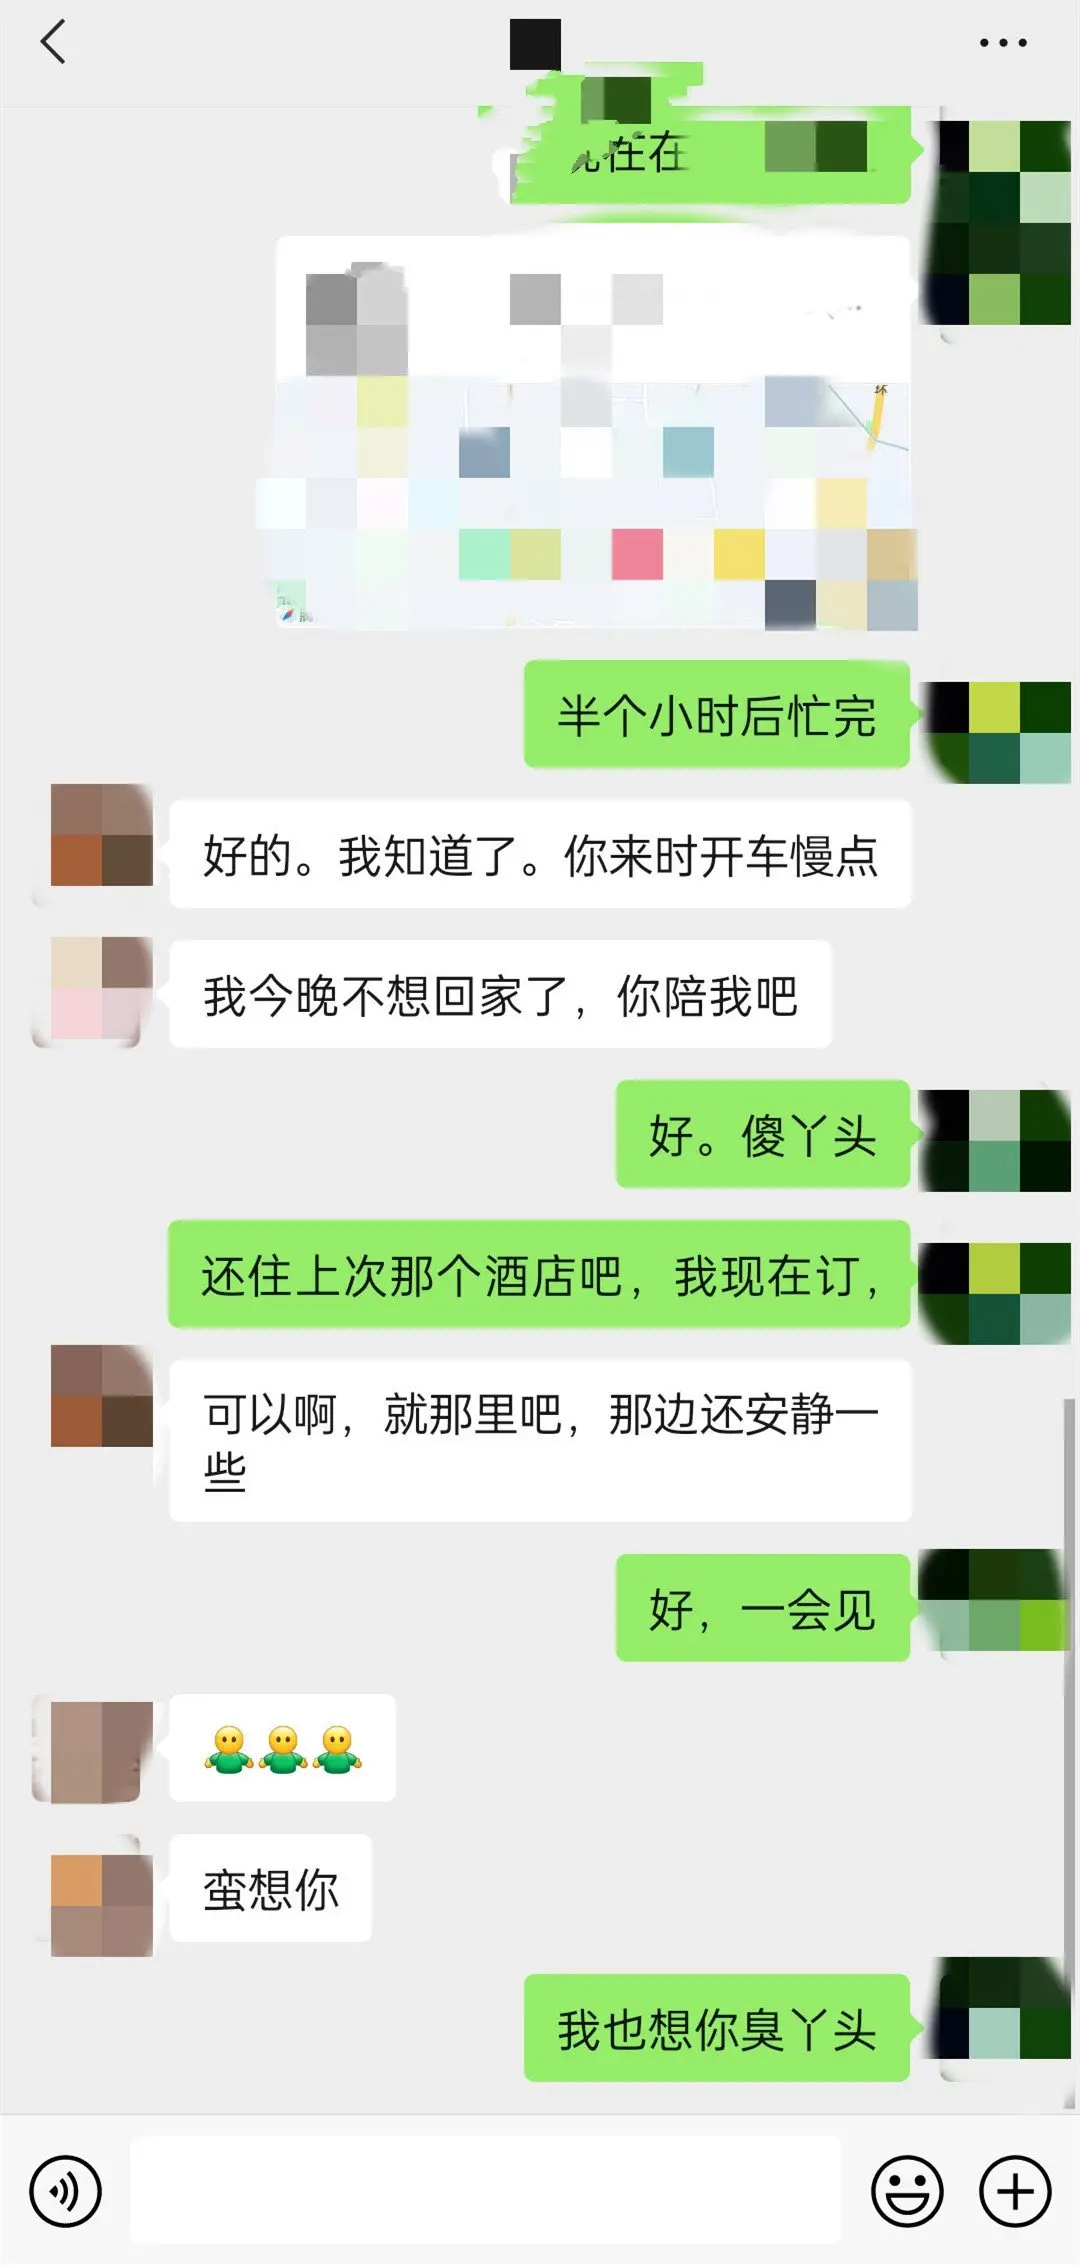 在在
环
半个小时后忙完
好的。我知道了。你来时开车慢点
我今晚不想回家了，你陪我吧
好。傻丫头
还住上次那个酒店吧，我现在订，
可以啊，就那里吧，那边还安静一
些
好，一会见
蛮想你
我也想你臭丫头